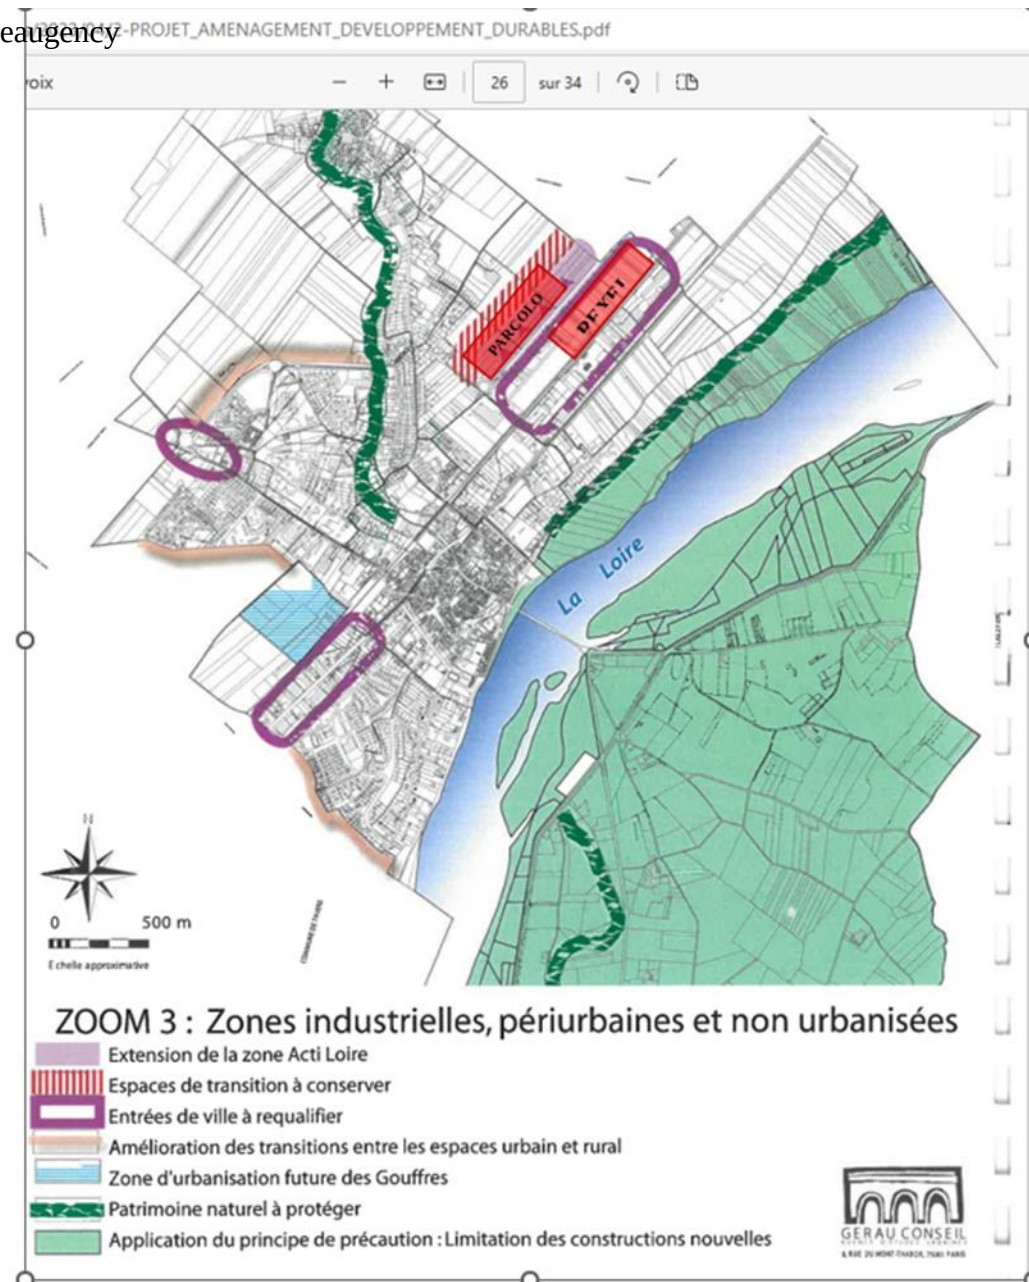 eaugency
-PROJET_AMENAGEMENT_DEVELOPPEMENT_DURABLES.pdf
oix
26 sur 34
PARCOLO
La Loire
N
0 500 m
Echelle approximative
ZOOM 3 : Zones industrielles, périurbaines et non urbanisées
Extension de la zone Acti Loire
Espaces de transition à conserver
Entrées de ville à requalifier
Amélioration des transitions entre les espaces urbain et rural
Zone d'urbanisation future des Gouffres
Patrimoine naturel à protéger
Application du principe de précaution : Limitation des constructions nouvelles
GERAU CONSEIL